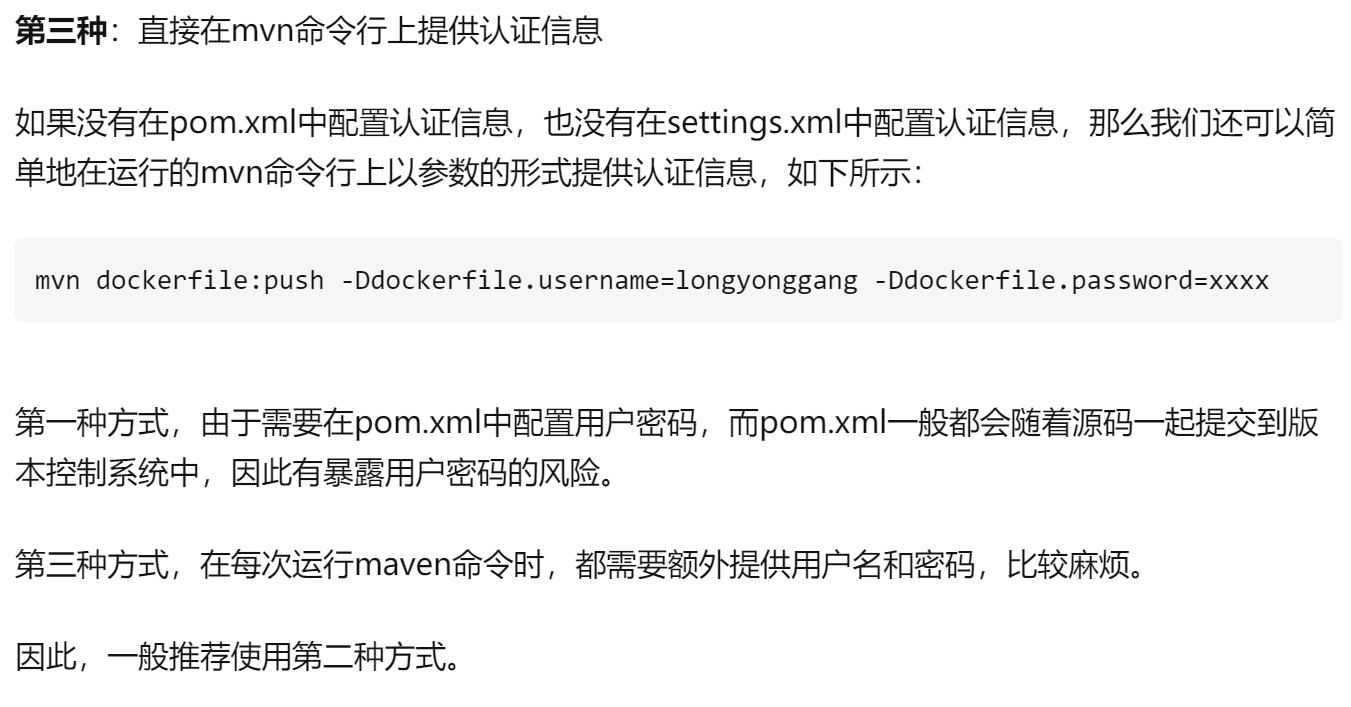 第三种：直接在mvn命令行上提供认证信息
如果没有在pom.xml中配置认证信息，也没有在settings.xml中配置认证信息，那么我们还可以简
单地在运行的mvn命令行上以参数的形式提供认证信息，如下所示：
mvn dockerfile:push -Ddockerfile.username=longyonggang -Ddockerfile.password=xxxx
第一种方式，由于需要在pom.xml中配置用户密码，而pom.xml一般都会随着源码一起提交到版
本控制系统中，因此有暴露用户密码的风险。
第三种方式，在每次运行maven命令时，都需要额外提供用户名和密码，比较麻烦。
因此，一般推荐使用第二种方式。